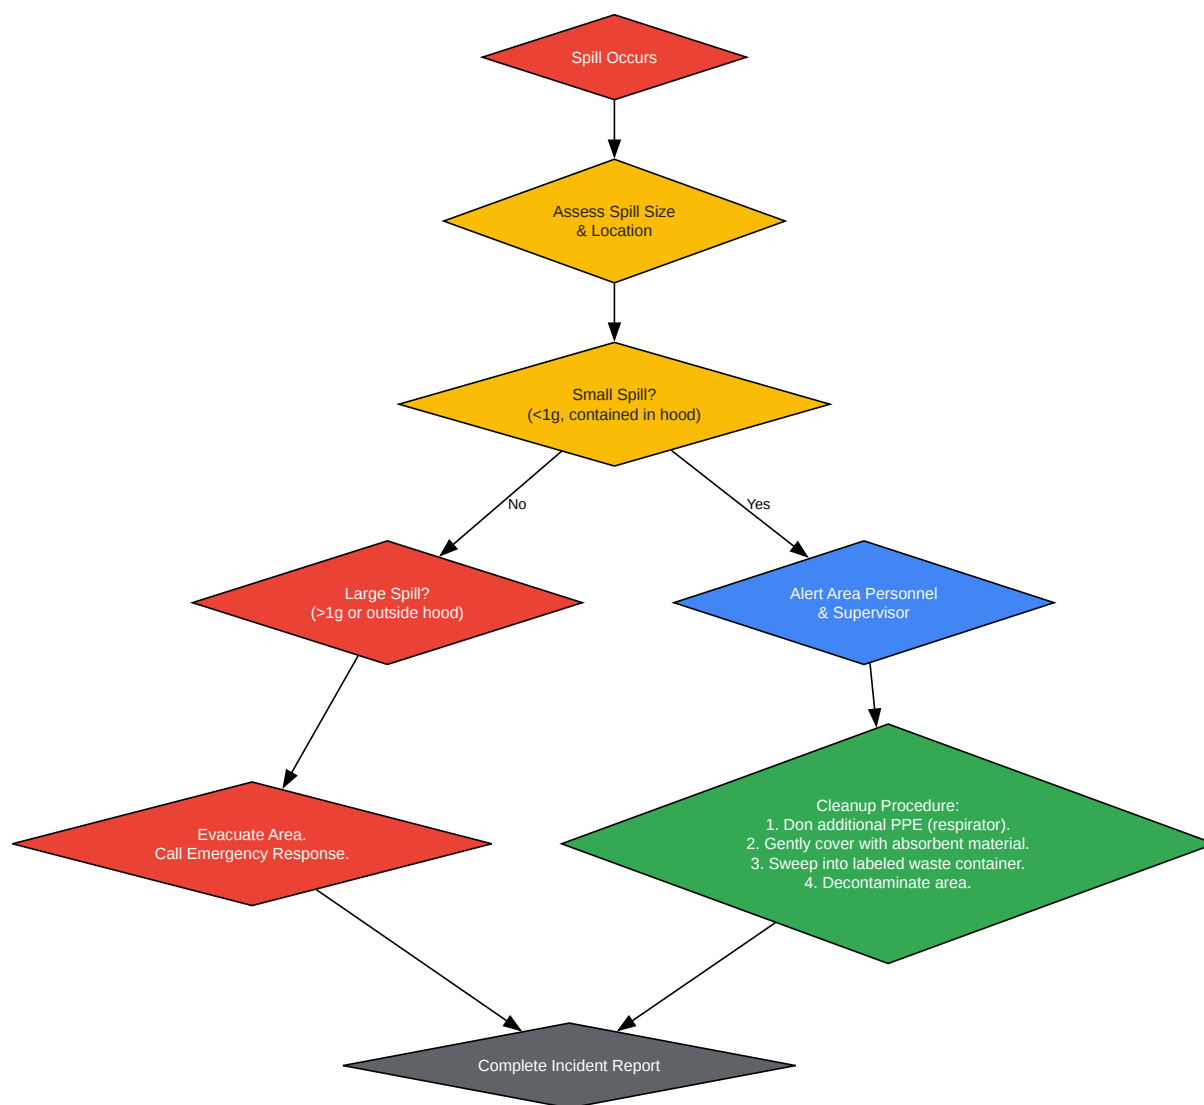 Spill Occurs
Assess Spill Size
& Location
Small Spill?
(<1g, contained in hood)
No
Yes
Large Spill?
(>1g or outside hood)
Alert Area Personnel
& Supervisor
Evacuate Area.
Call Emergency Response.
Cleanup Procedure:
1. Don additional PPE (respirator).
2. Gently cover with absorbent material.
3. Sweep into labeled waste container.
4. Decontaminate area.
Complete Incident Report